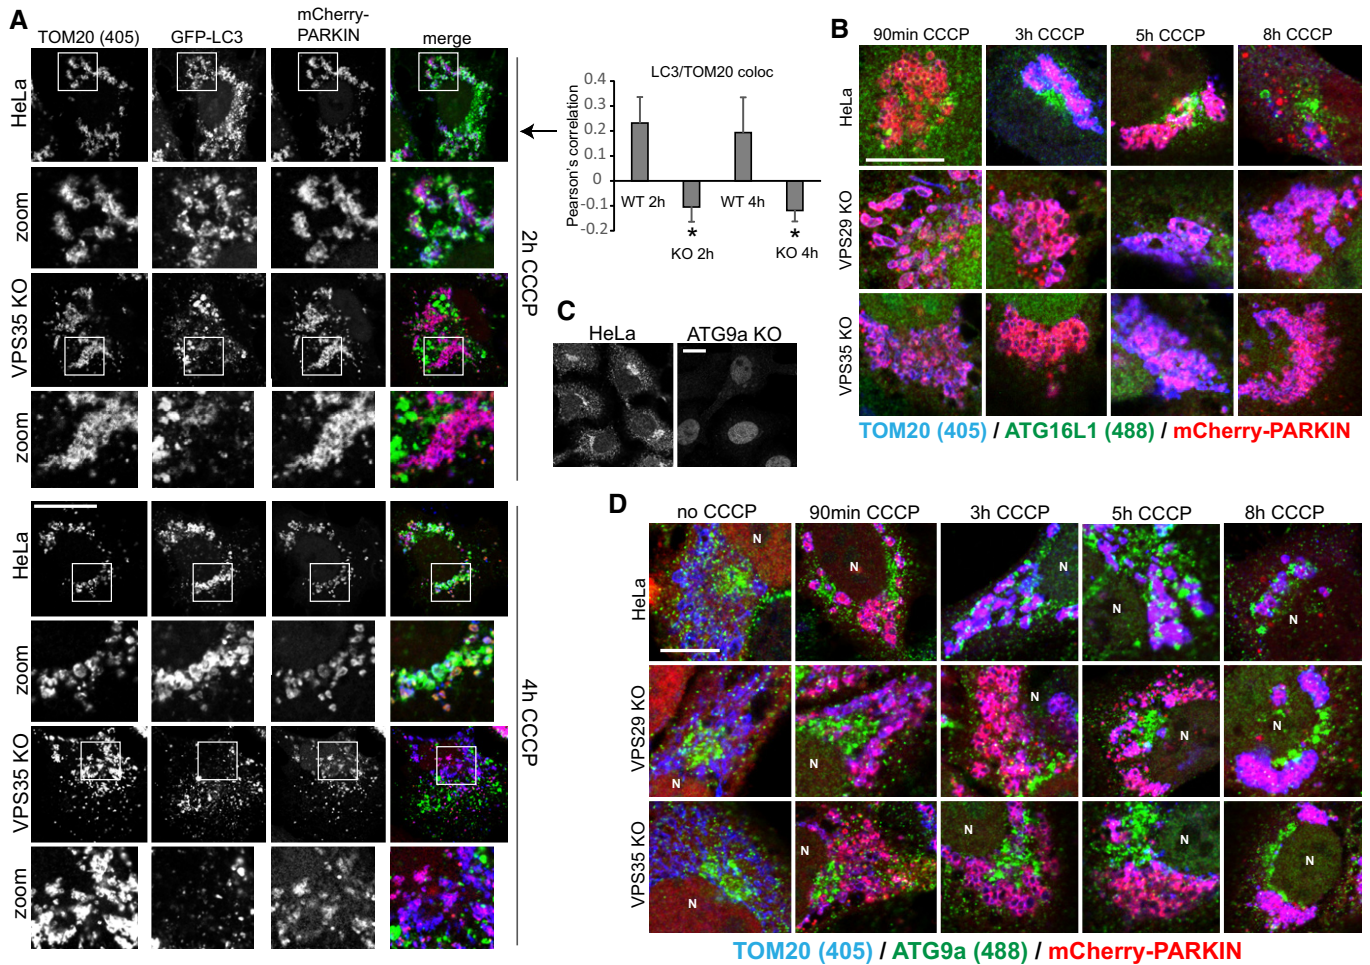 A
TOM20 (405) GFP-LC3 mCherry-PARKIN merge
HeLa
zoom
VPS35 KO
zoom
2h CCCP
HeLa
zoom
VPS35 KO
zoom
4h CCCP
LC3/TOM20 coloc
Pearson's correlation
0.4
0.3
0.2
0.1
0
-0.1
-0.2
WT 2h
KO 2h
WT 4h
KO 4h
*
*
B
90min CCCP 3h CCCP 5h CCCP 8h CCCP
HeLa
VPS29 KO
VPS35 KO
TOM20 (405) / ATG16L1 (488) / mCherry-PARKIN
C
HeLa ATG9a KO
D
no CCCP 90min CCCP 3h CCCP 5h CCCP 8h CCCP
HeLa
N N N N N
VPS29 KO
N N N N N
VPS35 KO
N N N N N
TOM20 (405) / ATG9a (488) / mCherry-PARKIN